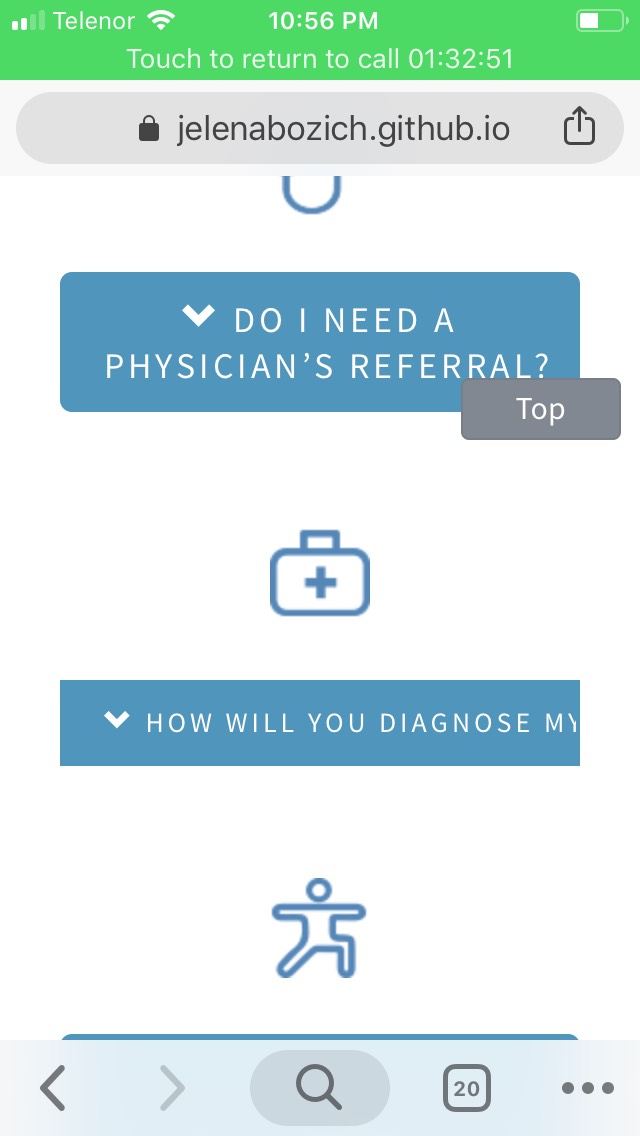 Telenor 10:56 PM
Touch to return to call 01:32:51
jelenabozich.github.io
DO I NEED A
PHYSICIAN’S REFERRAL?
Top
HOW WILL YOU DIAGNOSE MY
20